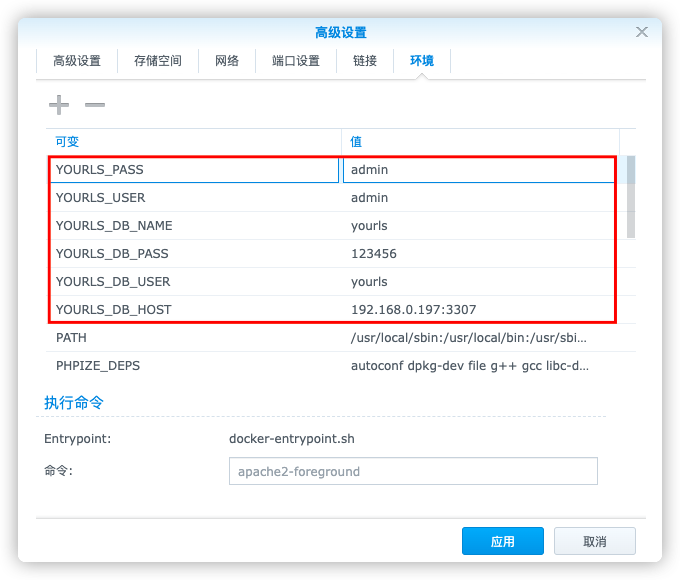 高级设置
高级设置 存储空间 网络 端口设置 链接 环境
可变 值
YOURLS_PASS admin
YOURLS_USER admin
YOURLS_DB_NAME yourls
YOURLS_DB_PASS 123456
YOURLS_DB_USER yourls
YOURLS_DB_HOST 192.168.0.197:3307
PATH /usr/local/sbin:/usr/local/bin:/usr/sbi...
PHPIZE_DEPS autoconf dpkg-dev file g++ gcc libc-d...
执行命令
Entrypoint: docker-entrypoint.sh
命令: apache2-foreground
应用 取消